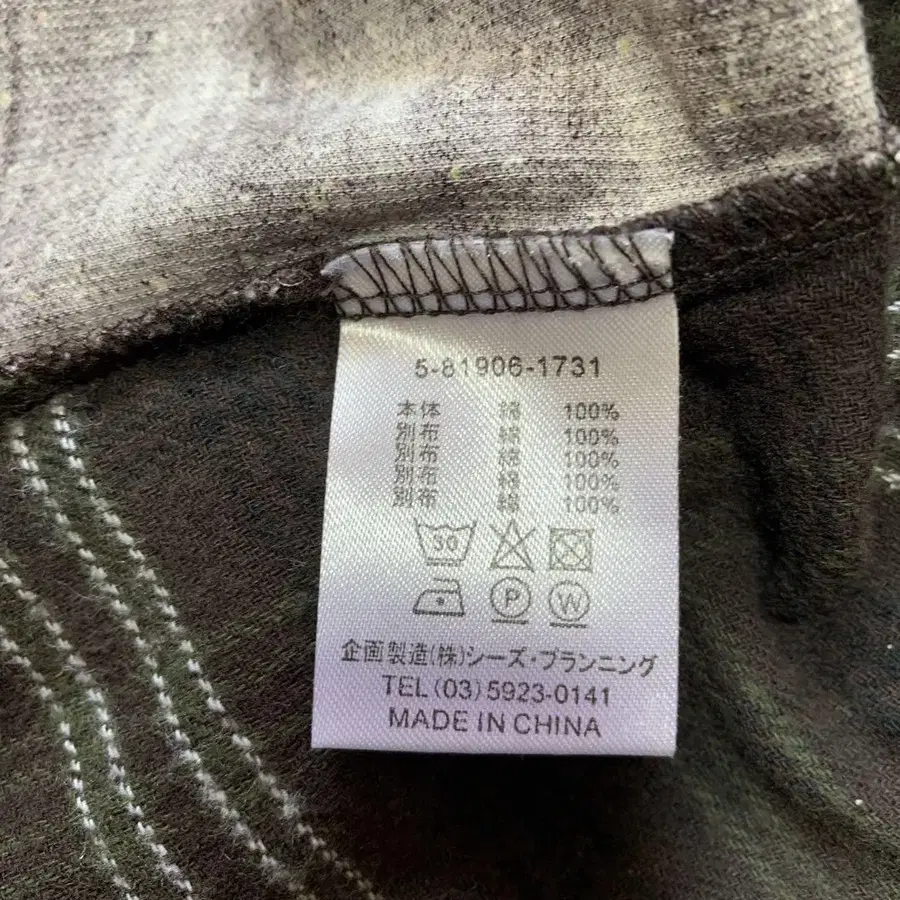 5-81906-1731
本体 綿 100%
別布 綿 100%
別布 綿 100%
別布 綿 100%
別布 綿 100%
30
P W
企画製造(株)シーズ・プランニング
TEL(03)5923-0141
MADE IN CHINA